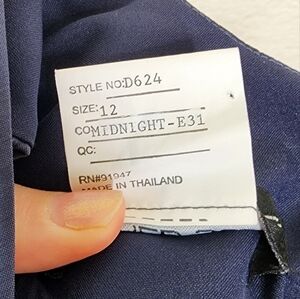 STYLE NO:D624
SIZE:12
CO:MIDNIGHT-E31
QC:
RN#91947
MADE IN THAILAND